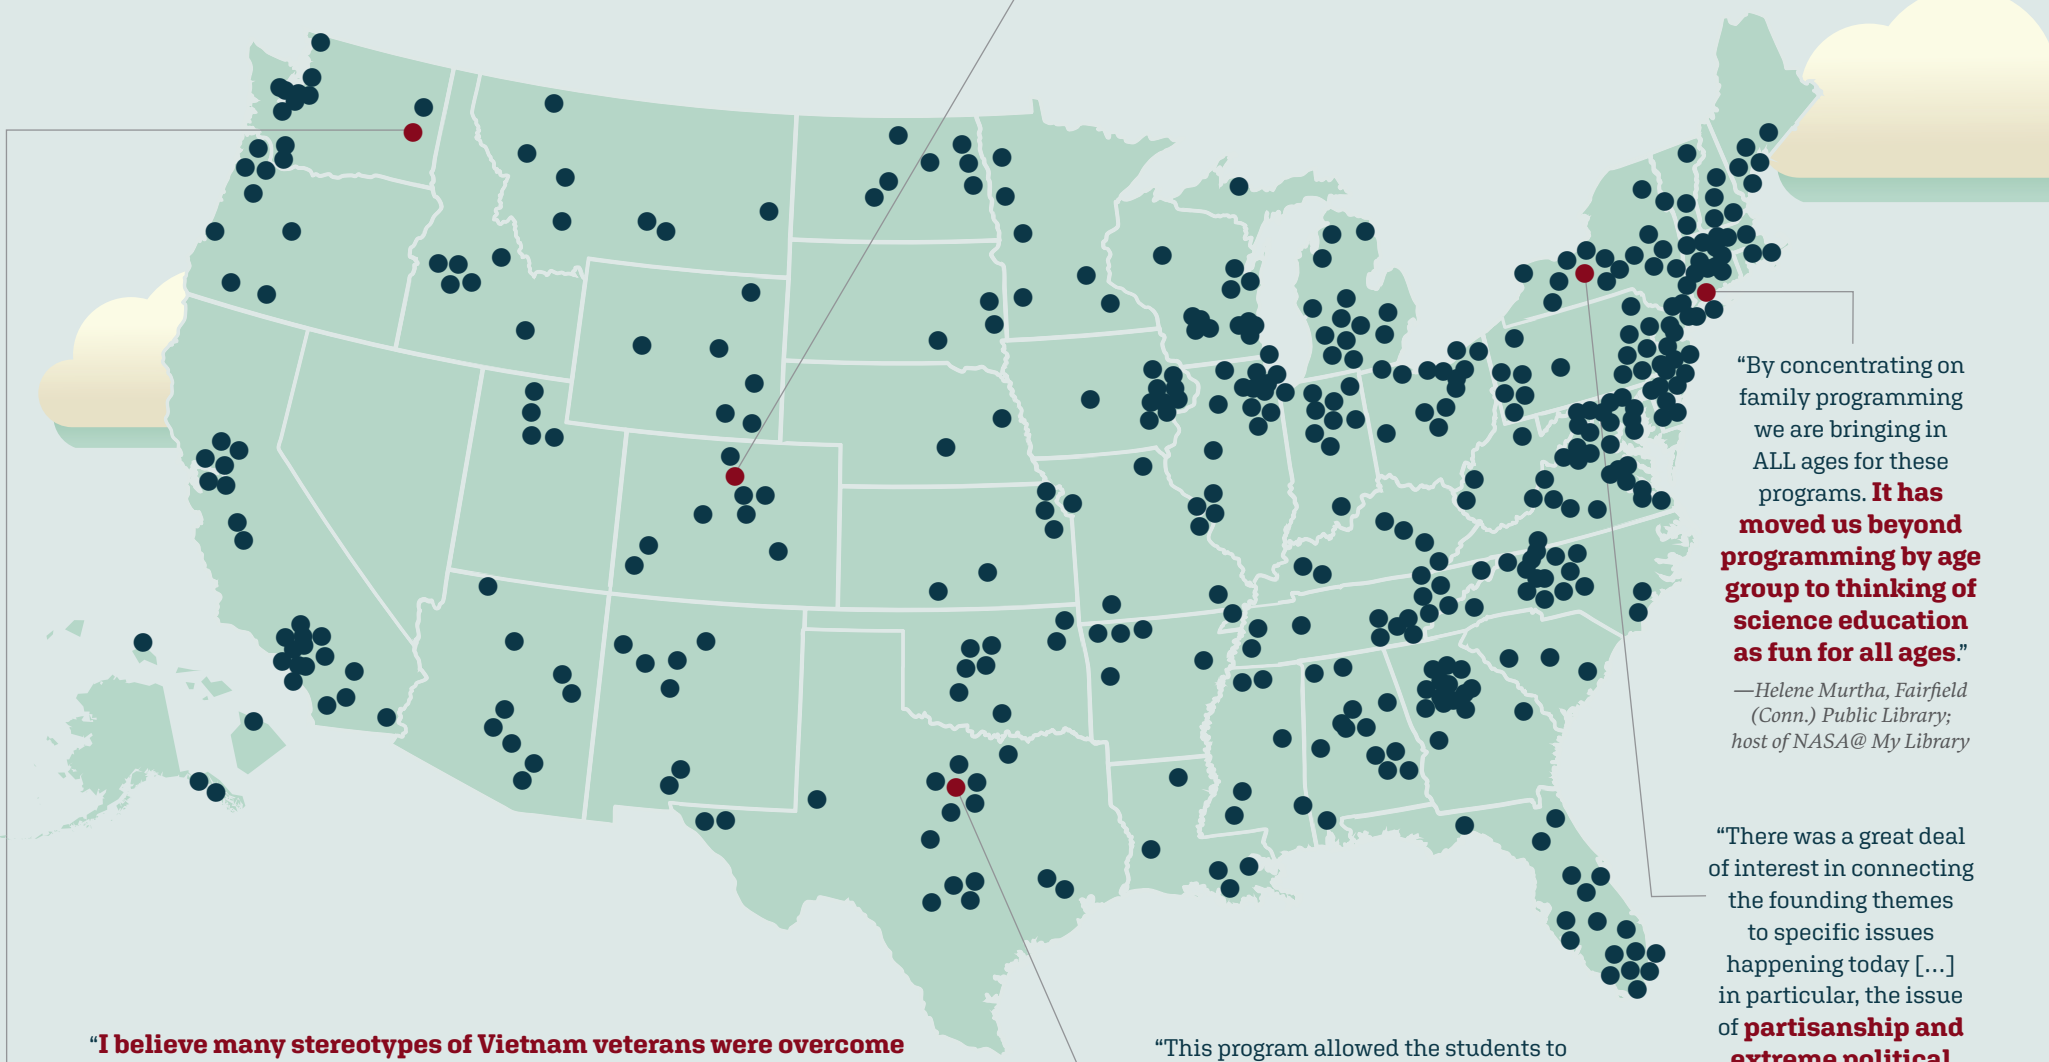 “By concentrating on
family programming
we are bringing in
ALL ages for these
programs. It has
moved us beyond
programming by age
group to thinking of
science education
as fun for all ages.”
—Helene Murtha, Fairfield
(Conn.) Public Library;
host of NASA@ My Library
“There was a great deal
of interest in connecting
the founding themes
to specific issues
happening today [...]
in particular, the issue
of partisanship and
extreme political
“I believe many stereotypes of Vietnam veterans were overcome
“This program allowed the students to